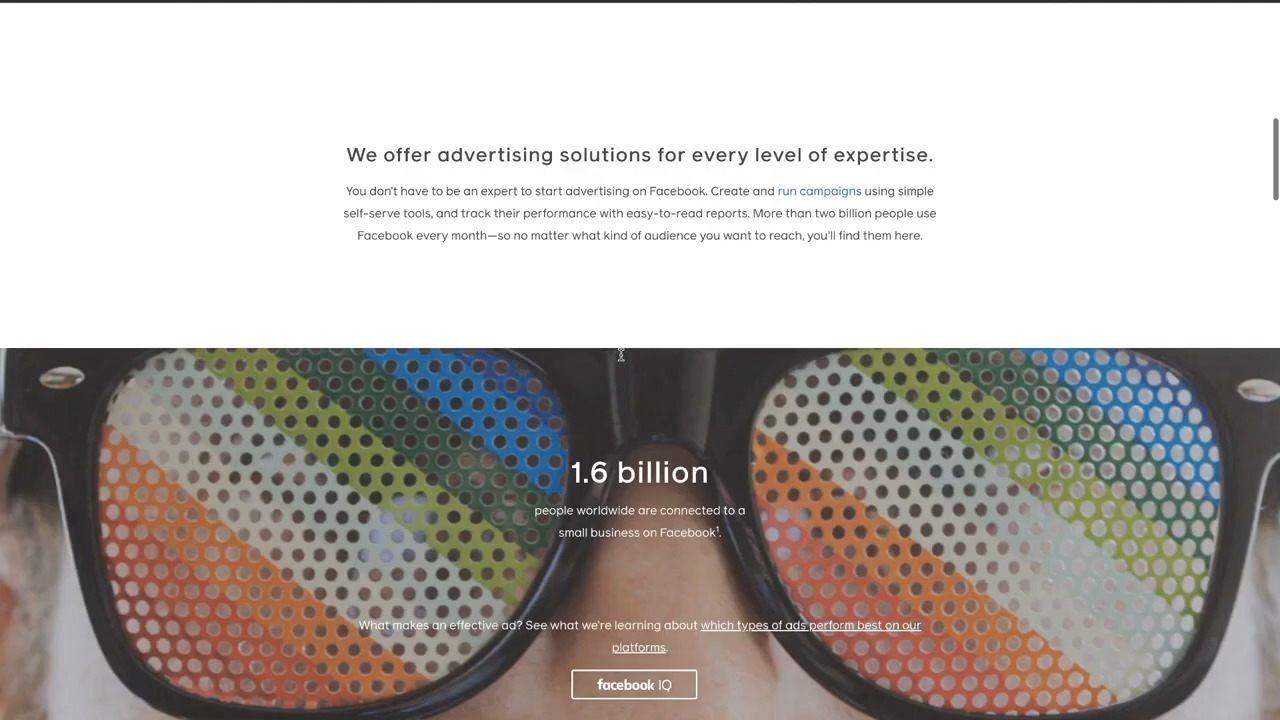 We offer advertising solutions for every level of expertise.
You don't have to be an expert to start advertising on Facebook. Create and run campaigns using simple
self-serve tools, and track their performance with easy-to-read reports. More than two billion people use
Facebook every month—so no matter what kind of audience you want to reach, you'll find them here.
1.6 billion
people worldwide are connected to a
small business on Facebook¹.
What makes an effective ad? See what we're learning about which types of ads perform best on our
platforms.
facebook IQ